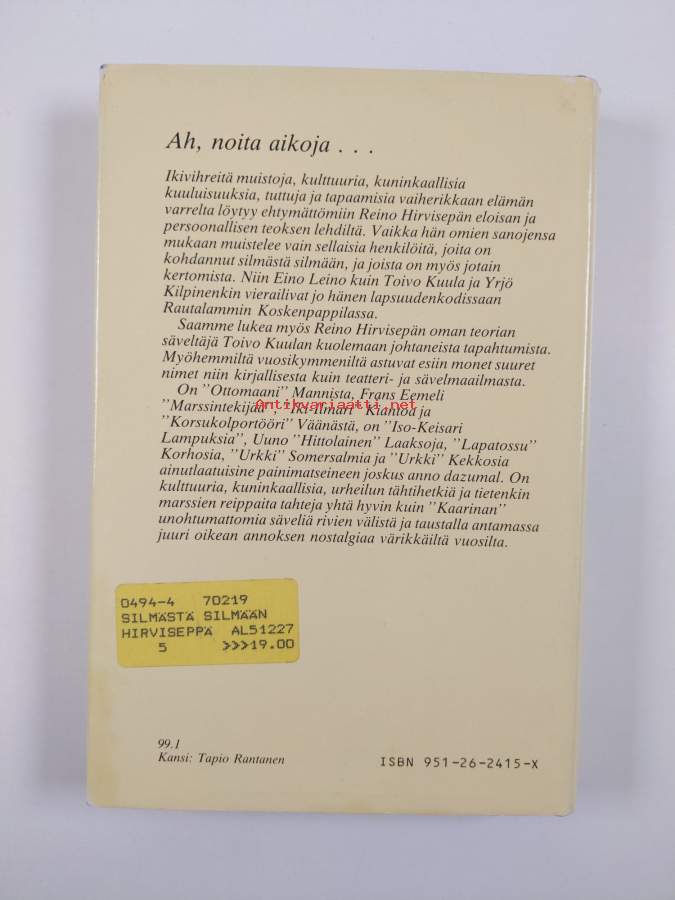 Ah, noita aikoja . . .
Ikivihreitä muistoja, kulttuuria, kuninkaallisia
kuuluisuuksia, tuttuja ja tapaamisia vaiherikkaan elämän
varrelta löytyy ehtymättömiin Reino Hirvisepän eloisan ja
persoonallisen teoksen lehdiltä. Vaikka hän omien sanojensa
mukaan muistelee vain sellaisia henkilöitä, joita on
kohdannut silmästä silmään, ja joista on myös jotain
kertomista. Niin Eino Leino kuin Toivo Kuula ja Yrjö
Kilpinenkin vierailivat jo hänen lapsuudenkodissaan
Rautalammin Koskenpappilassa.
Saamme lukea myös Reino Hirvisepän oman teorian
säveltäjä Toivo Kuulan kuolemaan johtaneista tapahtumista.
Myöhemmiltä vuosikymmeniltä astuvat esiin monet suuret
nimet niin kirjallisesta kuin teatteri- ja sävelmaailmasta.
On "Ottomaani" Mannista, Frans Eemeli
"Marssintekijää", "Iki-Ilmari" Kiantoa ja
Antikvariaatti.net
"Korsukolportööri" Väänästä, on "Iso-Keisari
Lampuksia", Uuno "Hittolainen" Laaksoja, "Lapatossu"
Korhosia, "Urkki" Somersalmia ja "Urkki" Kekkosia
ainutlaatuisine painimatseineen joskus anno dazumal. On
kulttuuria, kuninkaallisia, urheilun tähtihetkiä ja tietenkin
marssien reippaita tahteja yhtä hyvin kuin "Kaarinan"
unohtumattomia säveliä rivien välistä ja taustalla antamassa
juuri oikean annoksen nostalgiaa värikkäiltä vuosilta.
0494-4 70219
SILMÄSTÄ SILMÄÄN
HIRVISEPPÄ AL51227
5 >>>19.00
99.1
Kansi: Tapio Rantanen
ISBN 951-26-2415-X